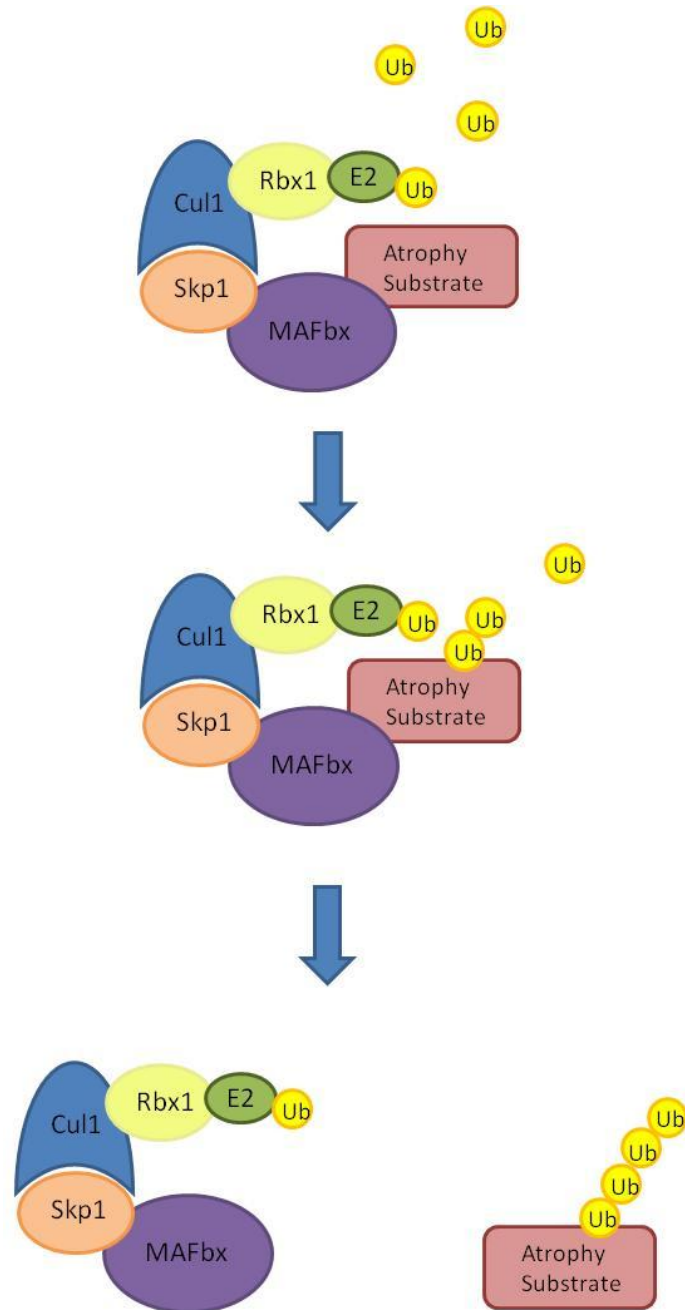 Ub
Ub
Ub
Cul1
Rbx1
E2
Ub
Skp1
MAFbx
Atrophy
Substrate
Ub
Cul1
Rbx1
E2
Ub
Ub
Ub
Skp1
MAFbx
Atrophy
Substrate
Cul1
Rbx1
E2
Ub
Skp1
MAFbx
Ub
Ub
Ub
Ub
Atrophy
Substrate